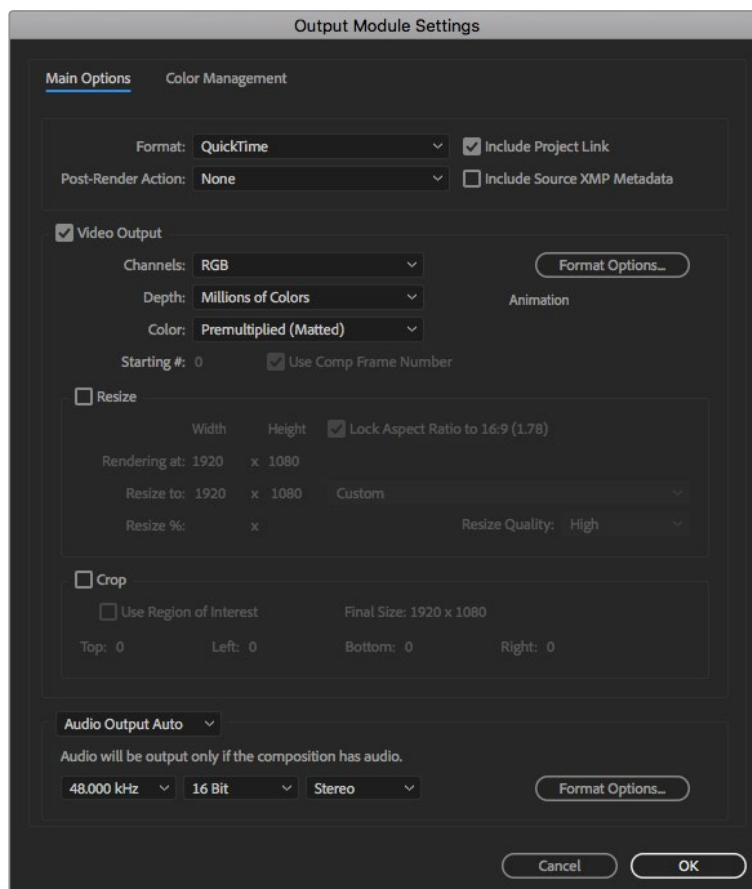 Output Module Settings
Main Options Color Management
Format: QuickTime Include Project Link
Post-Render Action: None Include Source XMP Metadata
Video Output
Channels: RGB Format Options...
Depth: Millions of Colors Animation
Color: Premultiplied (Matted)
Starting #: 0 Use Comp Frame Number
Resize
Width Height Lock Aspect Ratio to 16:9 (1.78)
Rendering at: 1920 x 1080
Resize to: 1920 x 1080 Custom
Resize %: x Resize Quality: High
Crop
Use Region of Interest Final Size: 1920 x 1080
Top: 0 Left: 0 Bottom: 0 Right: 0
Audio Output Auto
Audio will be output only if the composition has audio.
48.000 kHz 16 Bit Stereo Format Options...
Cancel OK